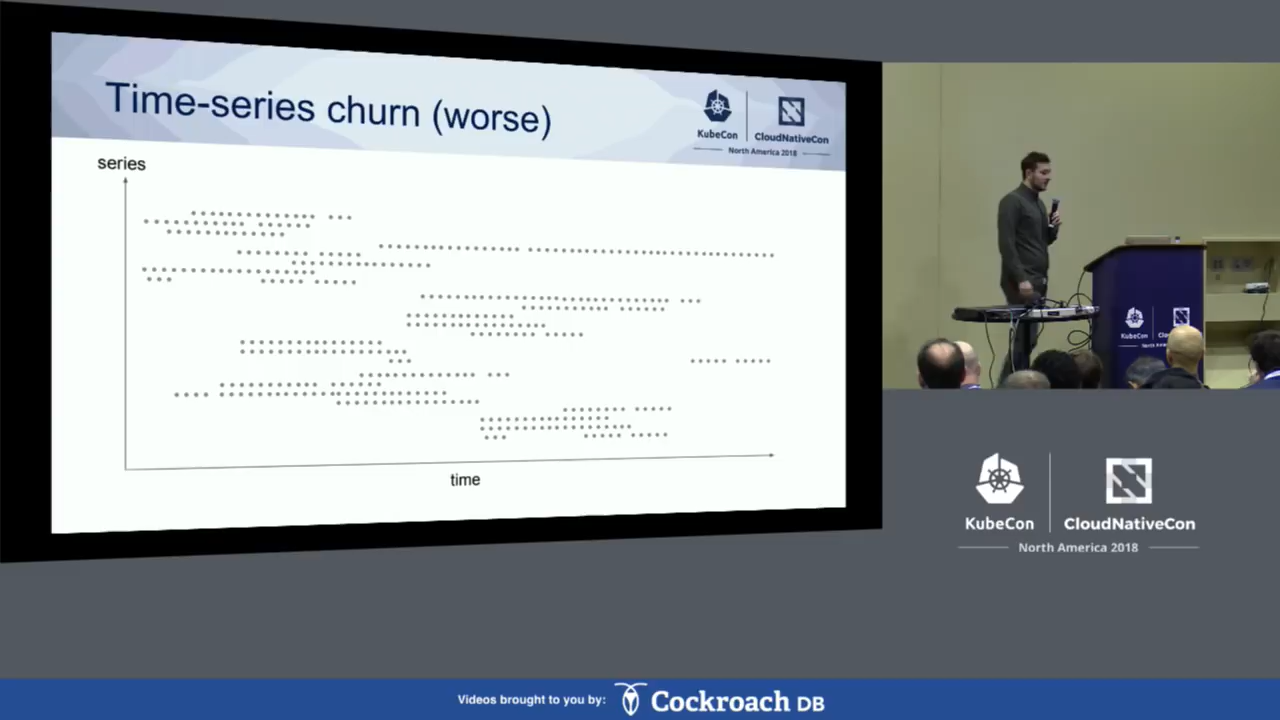 Time-series churn (worse)
KubeCon
CloudNativeCon
North America 2018
series
time
KubeCon
KubeCon
CloudNativeCon
North America 2018
Videos brought to you by:
Cockroach DB